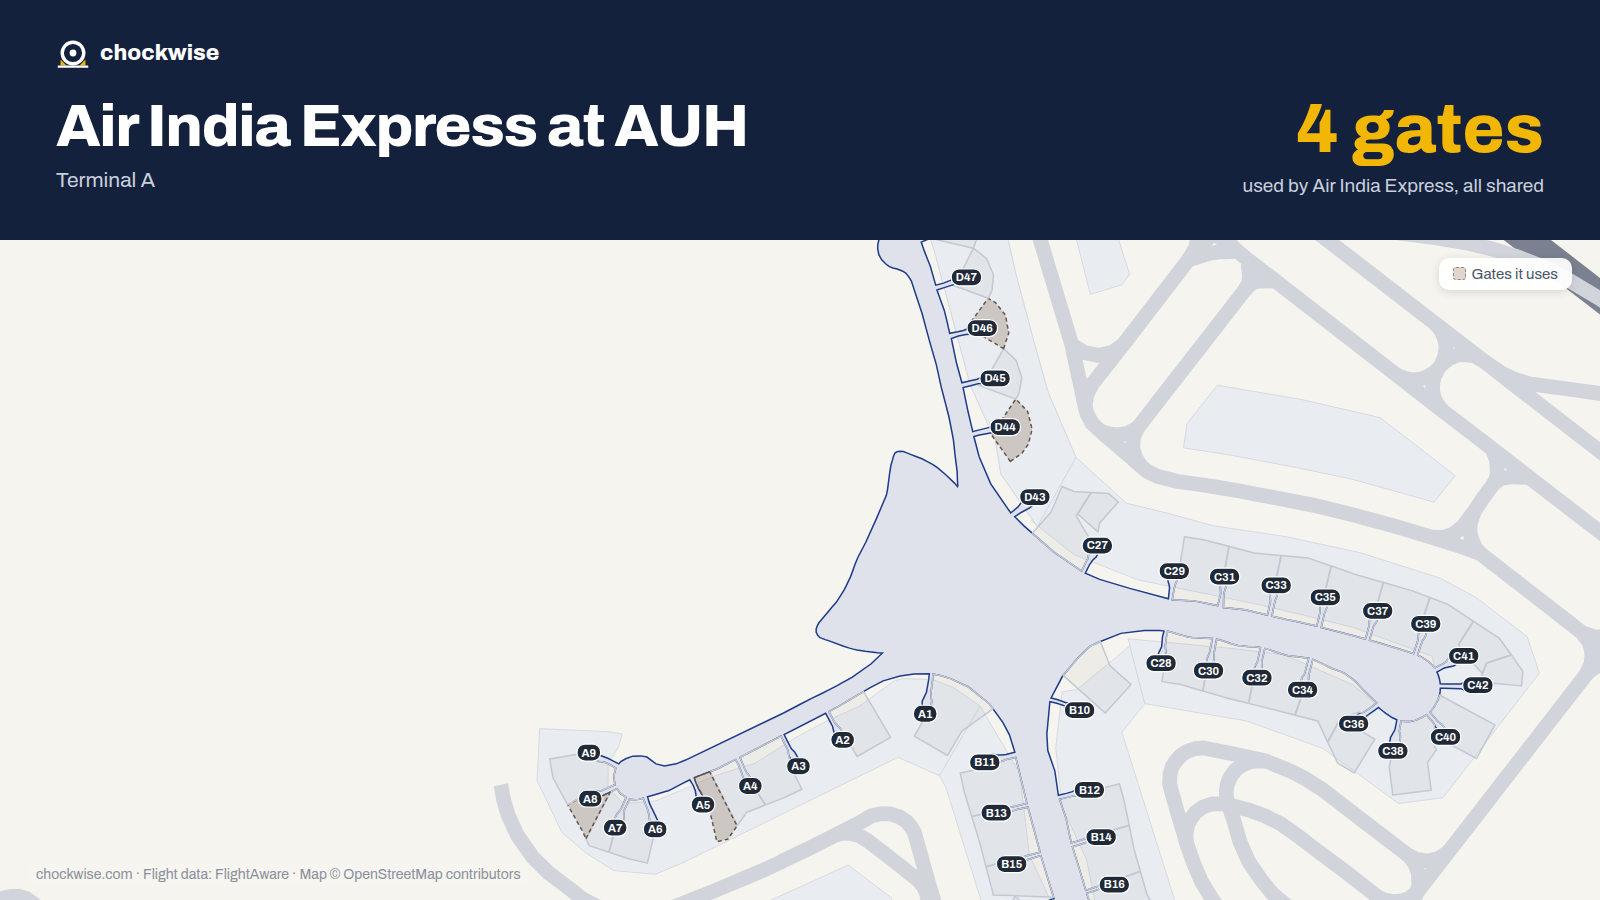 chockwise
Air India Express at AUH
Terminal A
4 gates
used by Air India Express, all shared
Gates it uses
D47
D46
D45
D44
D43
C27
C29
C31
C33
C35
C37
C39
C41
C42
C28
C30
C32
C34
C36
C38
C40
B10
A1
A2
A3
A4
A5
A6
A7
A8
A9
B11
B12
B13
B14
B15
B16
chockwise.com · Flight data: FlightAware · Map © OpenStreetMap contributors